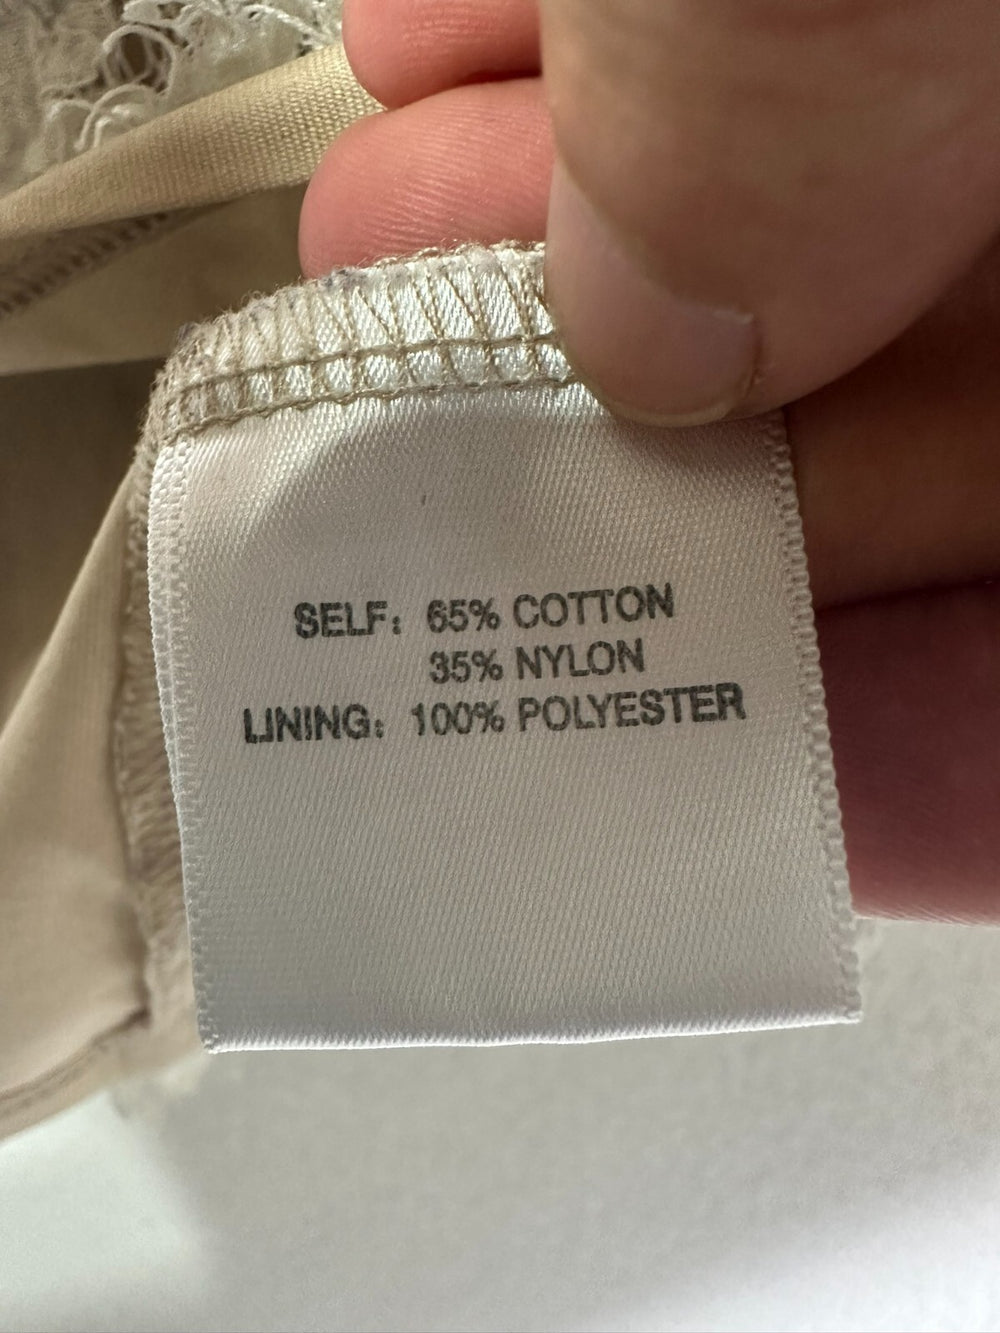 SELF: 65% COTTON
35% NYLON
LINING: 100% POLYESTER